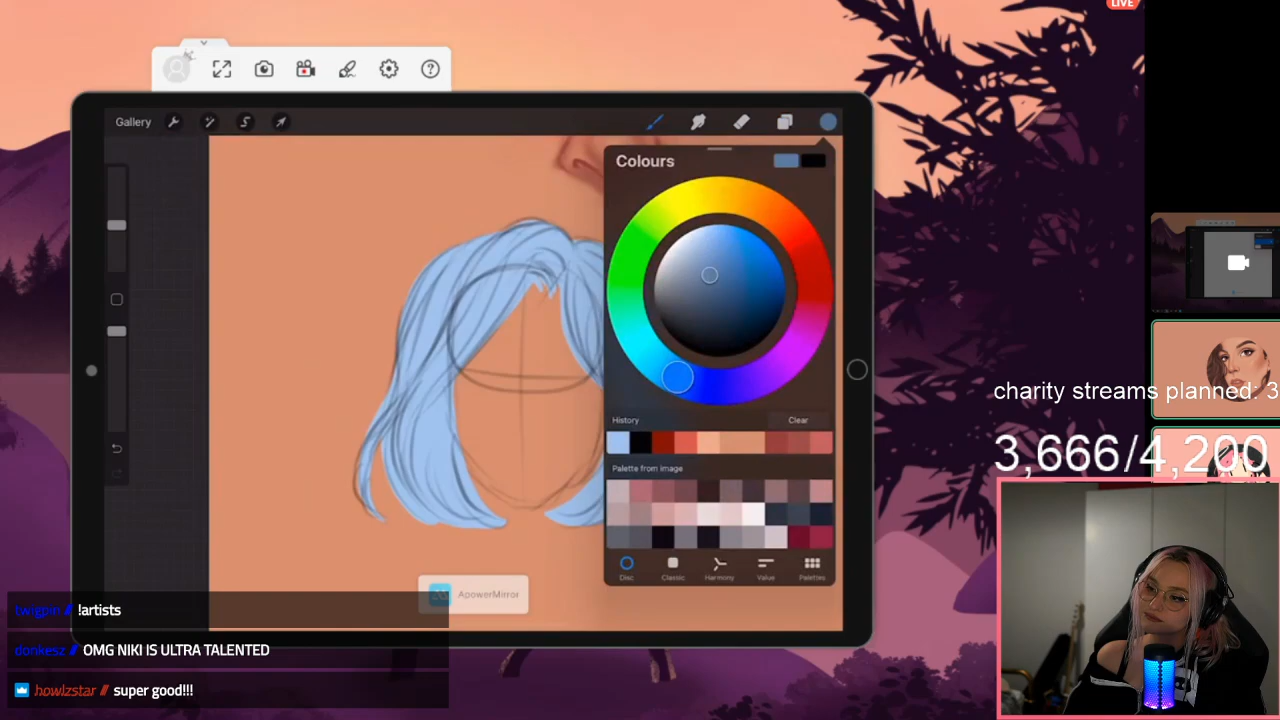 LIVE
Gallery
Colours
History
Clear
Palette from image
Disc
Classic
Harmony
Value
Palettes
ApowerMirror
charity streams planned: 3
3,666/4,200
twigpin // !artists
donkesz // OMG NIKI IS ULTRA TALENTED
howlzstar // super good!!!